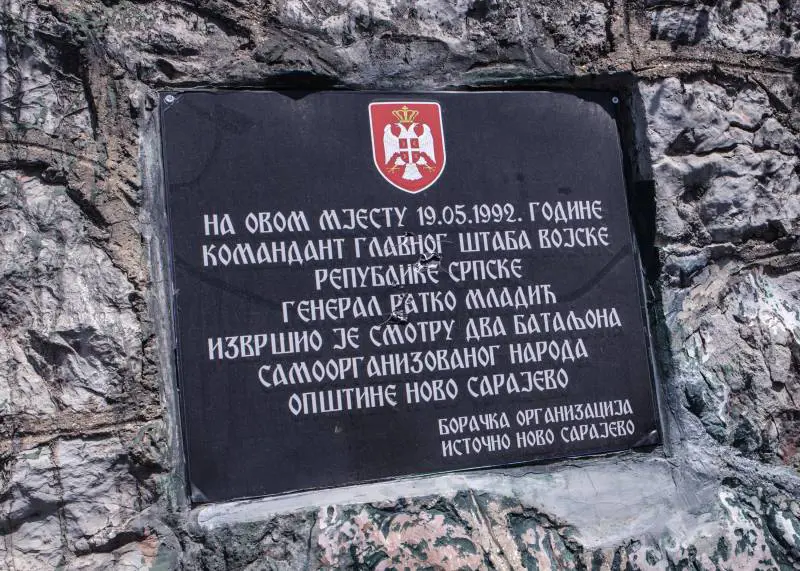 НА ОВОМ МЈЕСТУ 19.05.1992. ГОДИНЕ
КОМАНДАНТ ГЛАВНОГ ШТАБА ВОЈСКЕ
РЕПУБЛИКЕ СРПСКЕ
ГЕНЕРАЛ РАТКО МЛАДИЋ
ИЗВРШИО ЈЕ СМОТРУ ДВА БАТАЉОНА
САМООРГАНИЗОВАНОГ НАРОДА
ОПШТИНЕ НОВО САРАЈЕВО
БОРАЧКА ОРГАНИЗАЦИЈА
ИСТОЧНО НОВО САРАЈЕВО